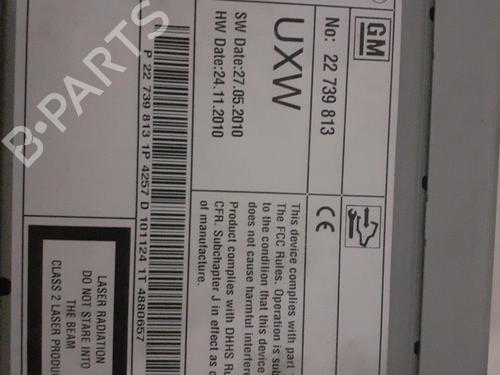 GM
No: 22 739 813
UXW
SW Date:27.05.2010
HW Date:24.11.2010
P 22 739 813 1P 4257 D 101124 1T 4880657
CE
This device complies with part
The FCC Rules. Operation is sub
to the condition that this device
does not cause harmful interfere
Product complies with DHHS Ru
CFR. Subchapter J in effect as
of manufacture.
LASER RADIATION
DO NOT STARE INTO
THE BEAM
CLASS 2 LASER PRODUC
B-PARTS